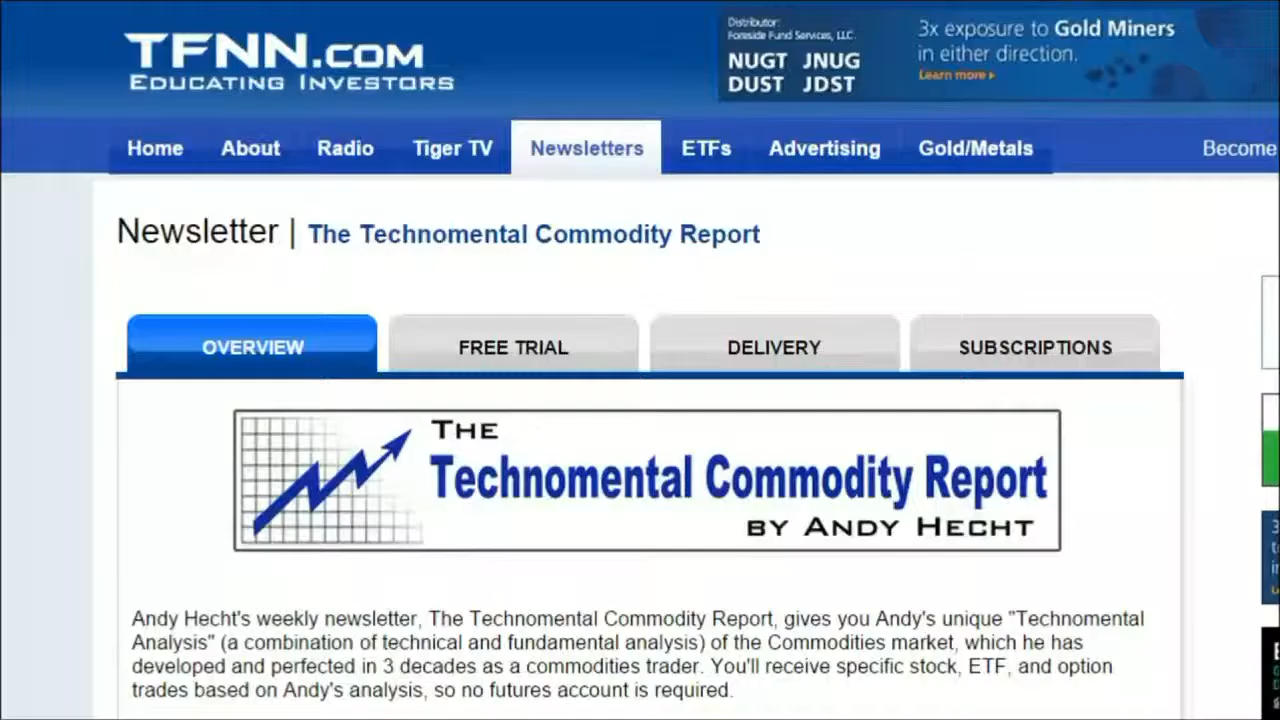 TFNN.COM
EDUCATING INVESTORS
Distributor:
Foreside Fund Services, LLC.
NUGT JNUG
DUST JDST
3x exposure to Gold Miners
in either direction.
Learn more
Home About Radio Tiger TV Newsletters ETFs Advertising Gold/Metals Become
Newsletter | The Technomental Commodity Report
OVERVIEW FREE TRIAL DELIVERY SUBSCRIPTIONS
THE
Technomental Commodity Report
BY ANDY HECHT
Andy Hecht's weekly newsletter, The Technomental Commodity Report, gives you Andy's unique "Technomental
Analysis" (a combination of technical and fundamental analysis) of the Commodities market, which he has
developed and perfected in 3 decades as a commodities trader. You'll receive specific stock, ETF, and option
trades based on Andy's analysis, so no futures account is required.